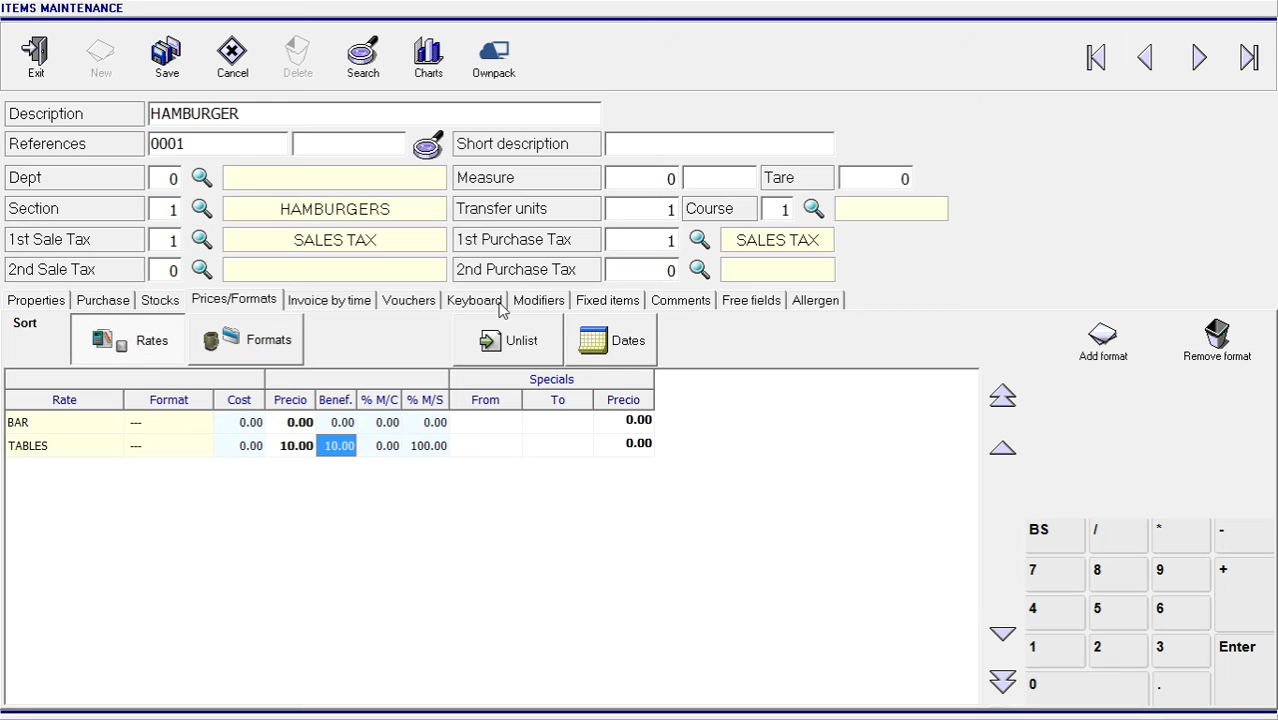 ITEMS MAINTENANCE
Exit New Save Cancel Delete Search Charts Ownpack
Description HAMBURGER
References 0001 Short description
Dept 0 Measure 0 Tare 0
Section 1 HAMBURGERS Transfer units 1 Course 1
1st Sale Tax 1 SALES TAX 1st Purchase Tax 1 SALES TAX
2nd Sale Tax 0 2nd Purchase Tax 0
Properties Purchase Stocks Prices/Formats Invoice by time Vouchers Keyboard Modifiers Fixed items Comments Free fields Allergen
Sort Rates Formats Unlist Dates Add format Remove format
Specials
Rate Format Cost Precio Benef. % M/C % M/S From To Precio
BAR --- 0.00 0.00 0.00 0.00 0.00 0.00
TABLES --- 0.00 10.00 10.00 0.00 100.00 0.00
BS / * -
7 8 9 +
4 5 6
1 2 3 Enter
0 .